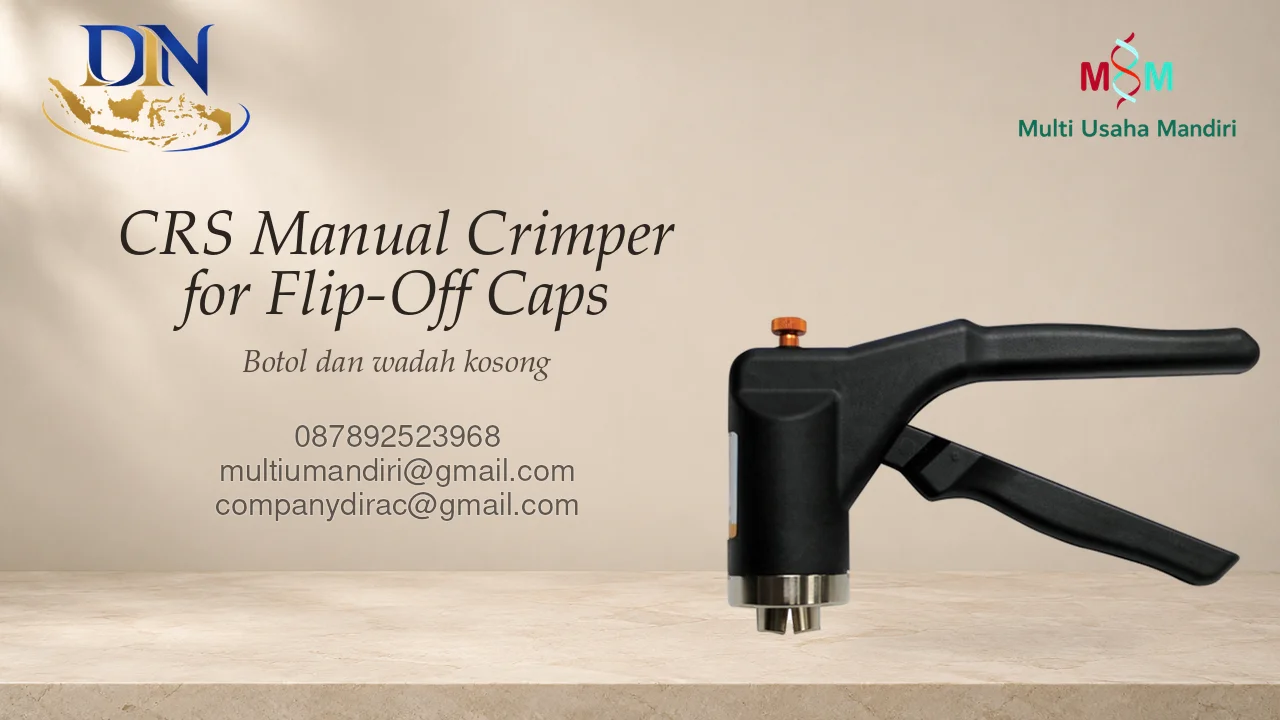 DIN
MSM
Multi Usaha Mandiri
CRS Manual Crimper
for Flip-Off Caps
Botol dan wadah kosong
087892523968
multiumandiri@gmail.com
companydirac@gmail.com